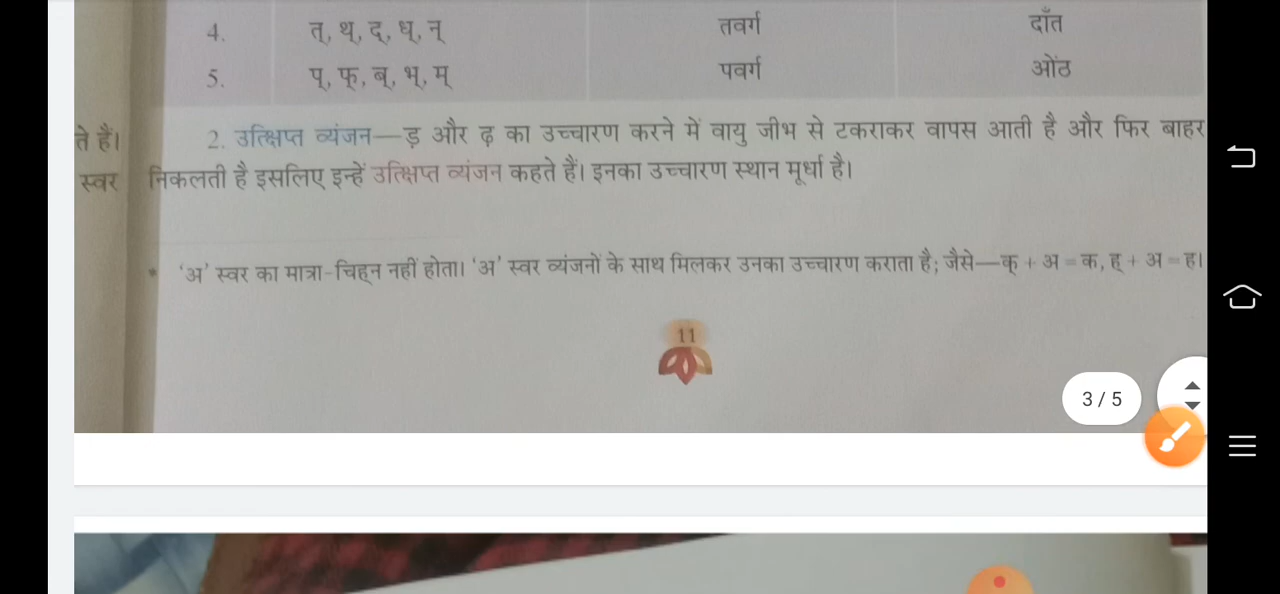 4. त्, थ्, द्, ध्, न् तवर्ग दाँत
5. प्, फ्, ब्, भ्, म् पवर्ग ओंठ
ते हैं।
2. उत्क्षिप्त व्यंजन—ड़ और ढ़ का उच्चारण करने में वायु जीभ से टकराकर वापस आती है और फिर बाहर
स्वर
निकलती है इसलिए इन्हें उत्क्षिप्त व्यंजन कहते हैं। इनका उच्चारण स्थान मूर्धा है।
* 'अ' स्वर का मात्रा-चिह्न नहीं होता। 'अ' स्वर व्यंजनों के साथ मिलकर उनका उच्चारण कराता है; जैसे—क् + अ = क, ह् + अ = ह।
11
3 / 5